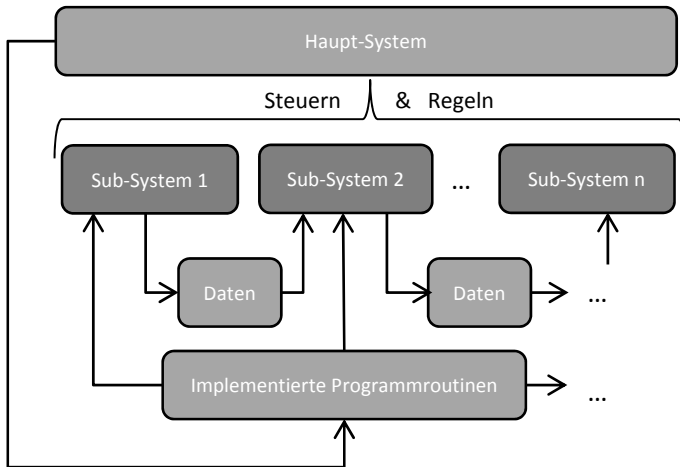 Haupt-System
Steuern & Regeln
Sub-System 1
Sub-System 2
...
Sub-System n
Daten
Daten
...
Implementierte Programmroutinen
...